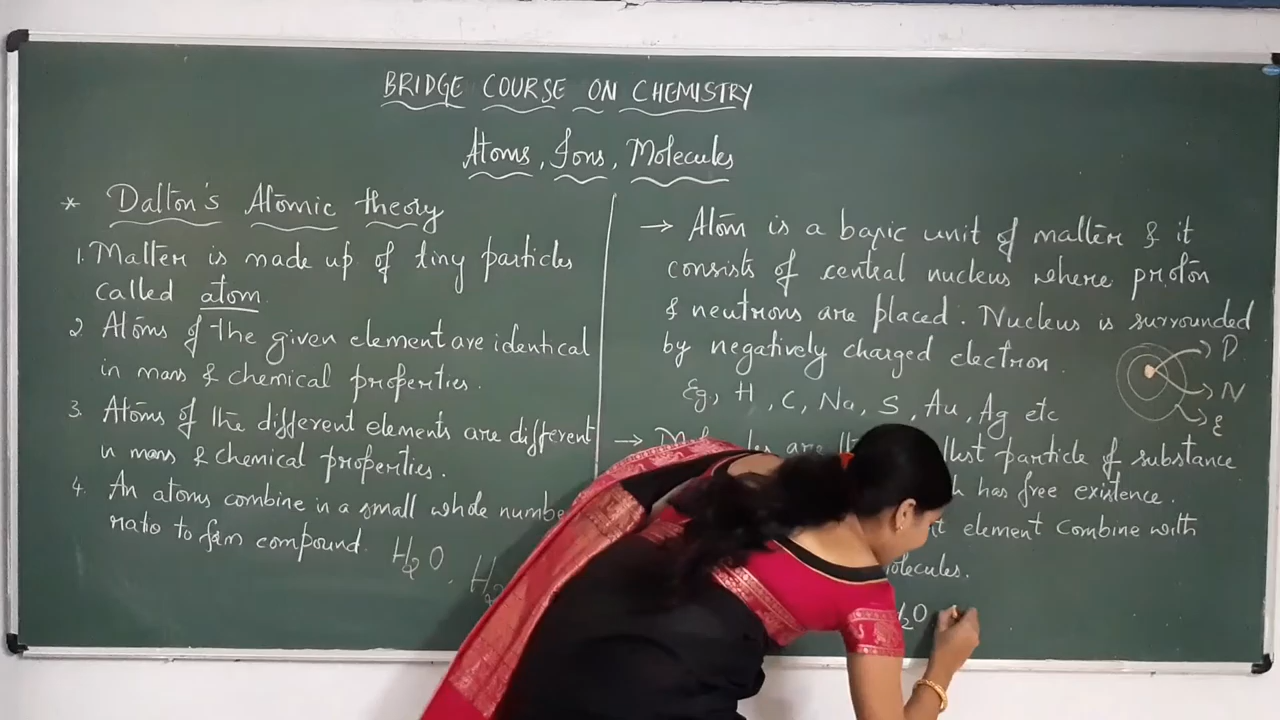 BRIDGE COURSE ON CHEMISTRY
Atoms, Ions, Molecules
* Dalton's Atomic theory
1. Matter is made up of tiny particles
called atom.
2 Atoms of the given element are identical
in mass & chemical properties.
3. Atoms of the different elements are different
in mass & chemical properties.
4. An atoms combine in a small whole number
ratio to form compound. H2O, H2
→ Atom is a basic unit of matter & it
consists of central nucleus where proton
& neutrons are placed. Nucleus is surrounded
by negatively charged electron.
P
N
E
Eg., H, C, Na, S, Au, Ag etc
→ are particle of substance
has free existence.
element combine with
H2O